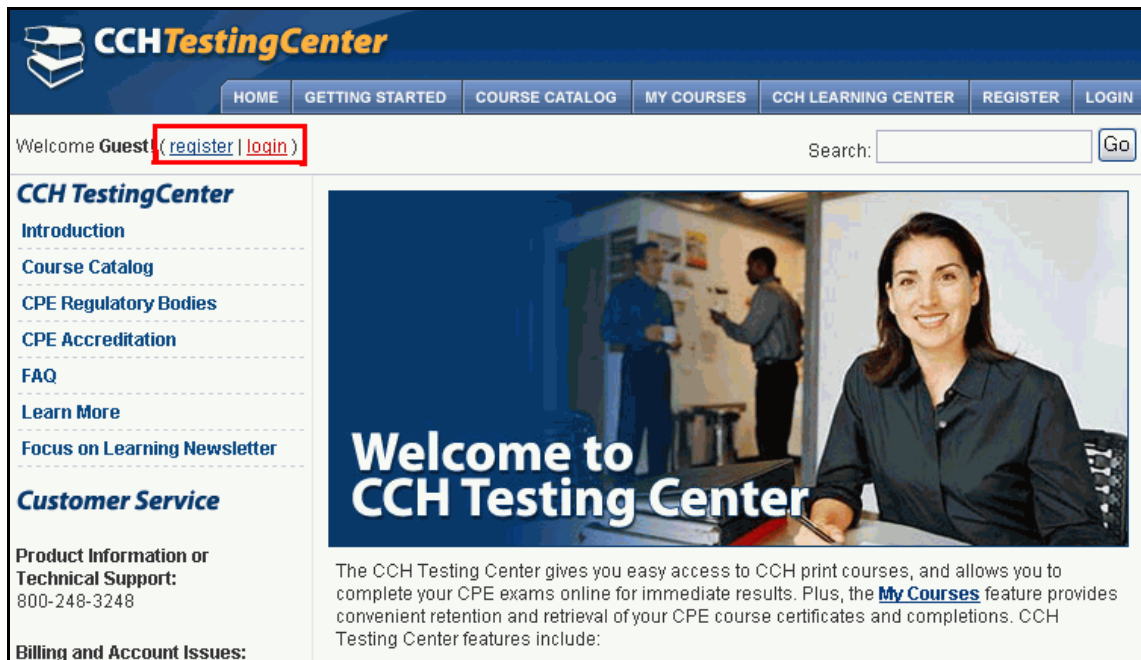 CCHTestingCenter
HOME GETTING STARTED COURSE CATALOG MY COURSES CCH LEARNING CENTER REGISTER LOGIN
Welcome Guest! ( register | login )
Search: Go
CCH TestingCenter
Introduction
Course Catalog
CPE Regulatory Bodies
CPE Accreditation
FAQ
Learn More
Focus on Learning Newsletter
Customer Service
Product Information or
Technical Support:
800-248-3248
Billing and Account Issues:
Welcome to
CCH Testing Center
The CCH Testing Center gives you easy access to CCH print courses, and allows you to
complete your CPE exams online for immediate results. Plus, the My Courses feature provides
convenient retention and retrieval of your CPE course certificates and completions. CCH
Testing Center features include: